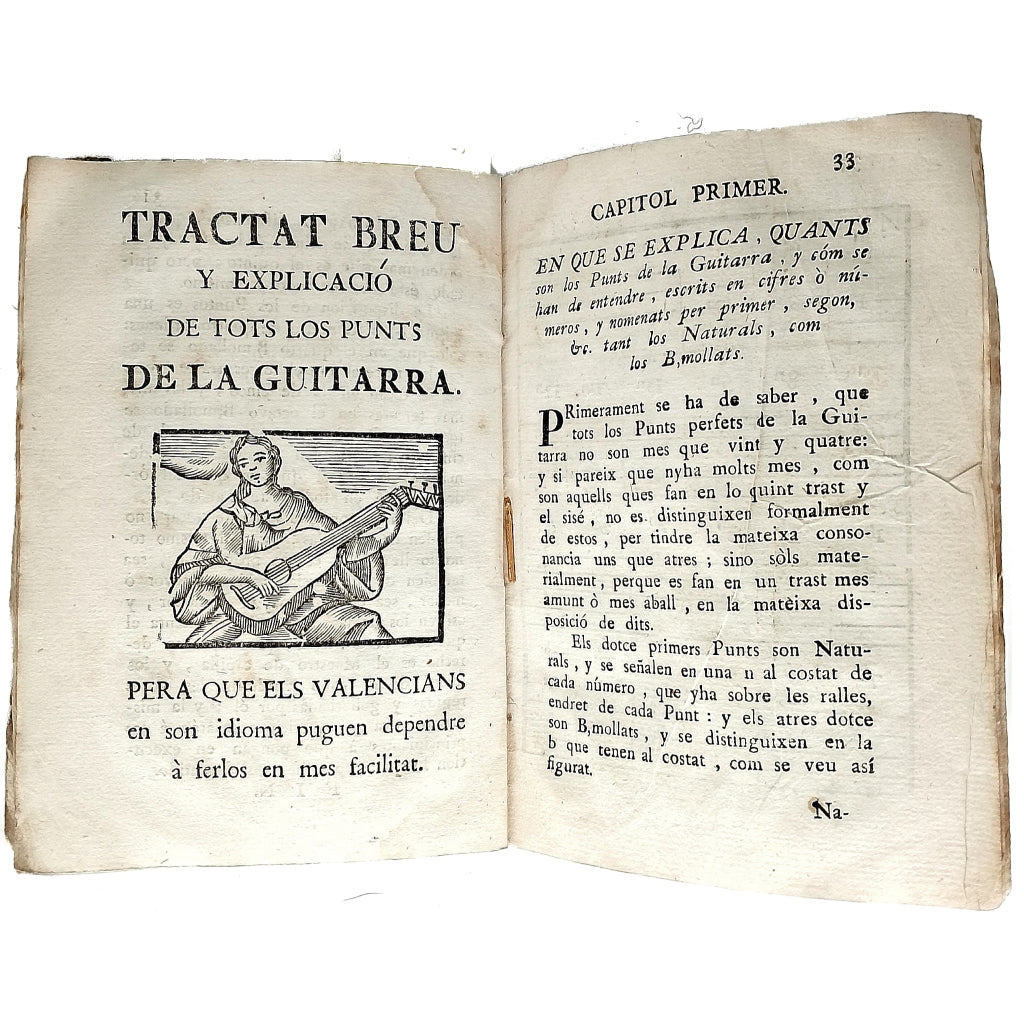 TRACTAT BREU
Y EXPLICACIÓ
DE TOTS LOS PUNTS
DE LA GUITARRA.
PERA QUE ELS VALENCIANS
en son idioma puguen dependre
à ferlos en mes facilitat.
33
CAPITOL PRIMER.
EN QUE SE EXPLICA, QUANTS
son los Punts de la Guitarra, y cóm se
han de entendre, escrits en cifres ò nú-
meros, y nomenats per primer, segon,
&c. tant los Naturals, com
los B,mollats.
PRimerament se ha de saber, que
tots los Punts perfets de la Gui-
tarra no son mes que vint y quatre:
y si pareix que nyha molts mes, com
son aquells ques fan en lo quint trast y
el sisé, no es distinguixen formalment
de estos, per tindre la mateixa conso-
nancia uns que atres; sino sòls mate-
rialment, perque es fan en un trast mes
amunt ò mes aball, en la matèixa dis-
posició de dits.
Els dotce primers Punts son Natu-
rals, y se señalen en una n al costat de
cada número, que yha sobre les ralles,
endret de cada Punt: y els atres dotce
son B,mollats, y se distinguixen en la
b que tenen al costat, com se veu así
figurat.
Na-